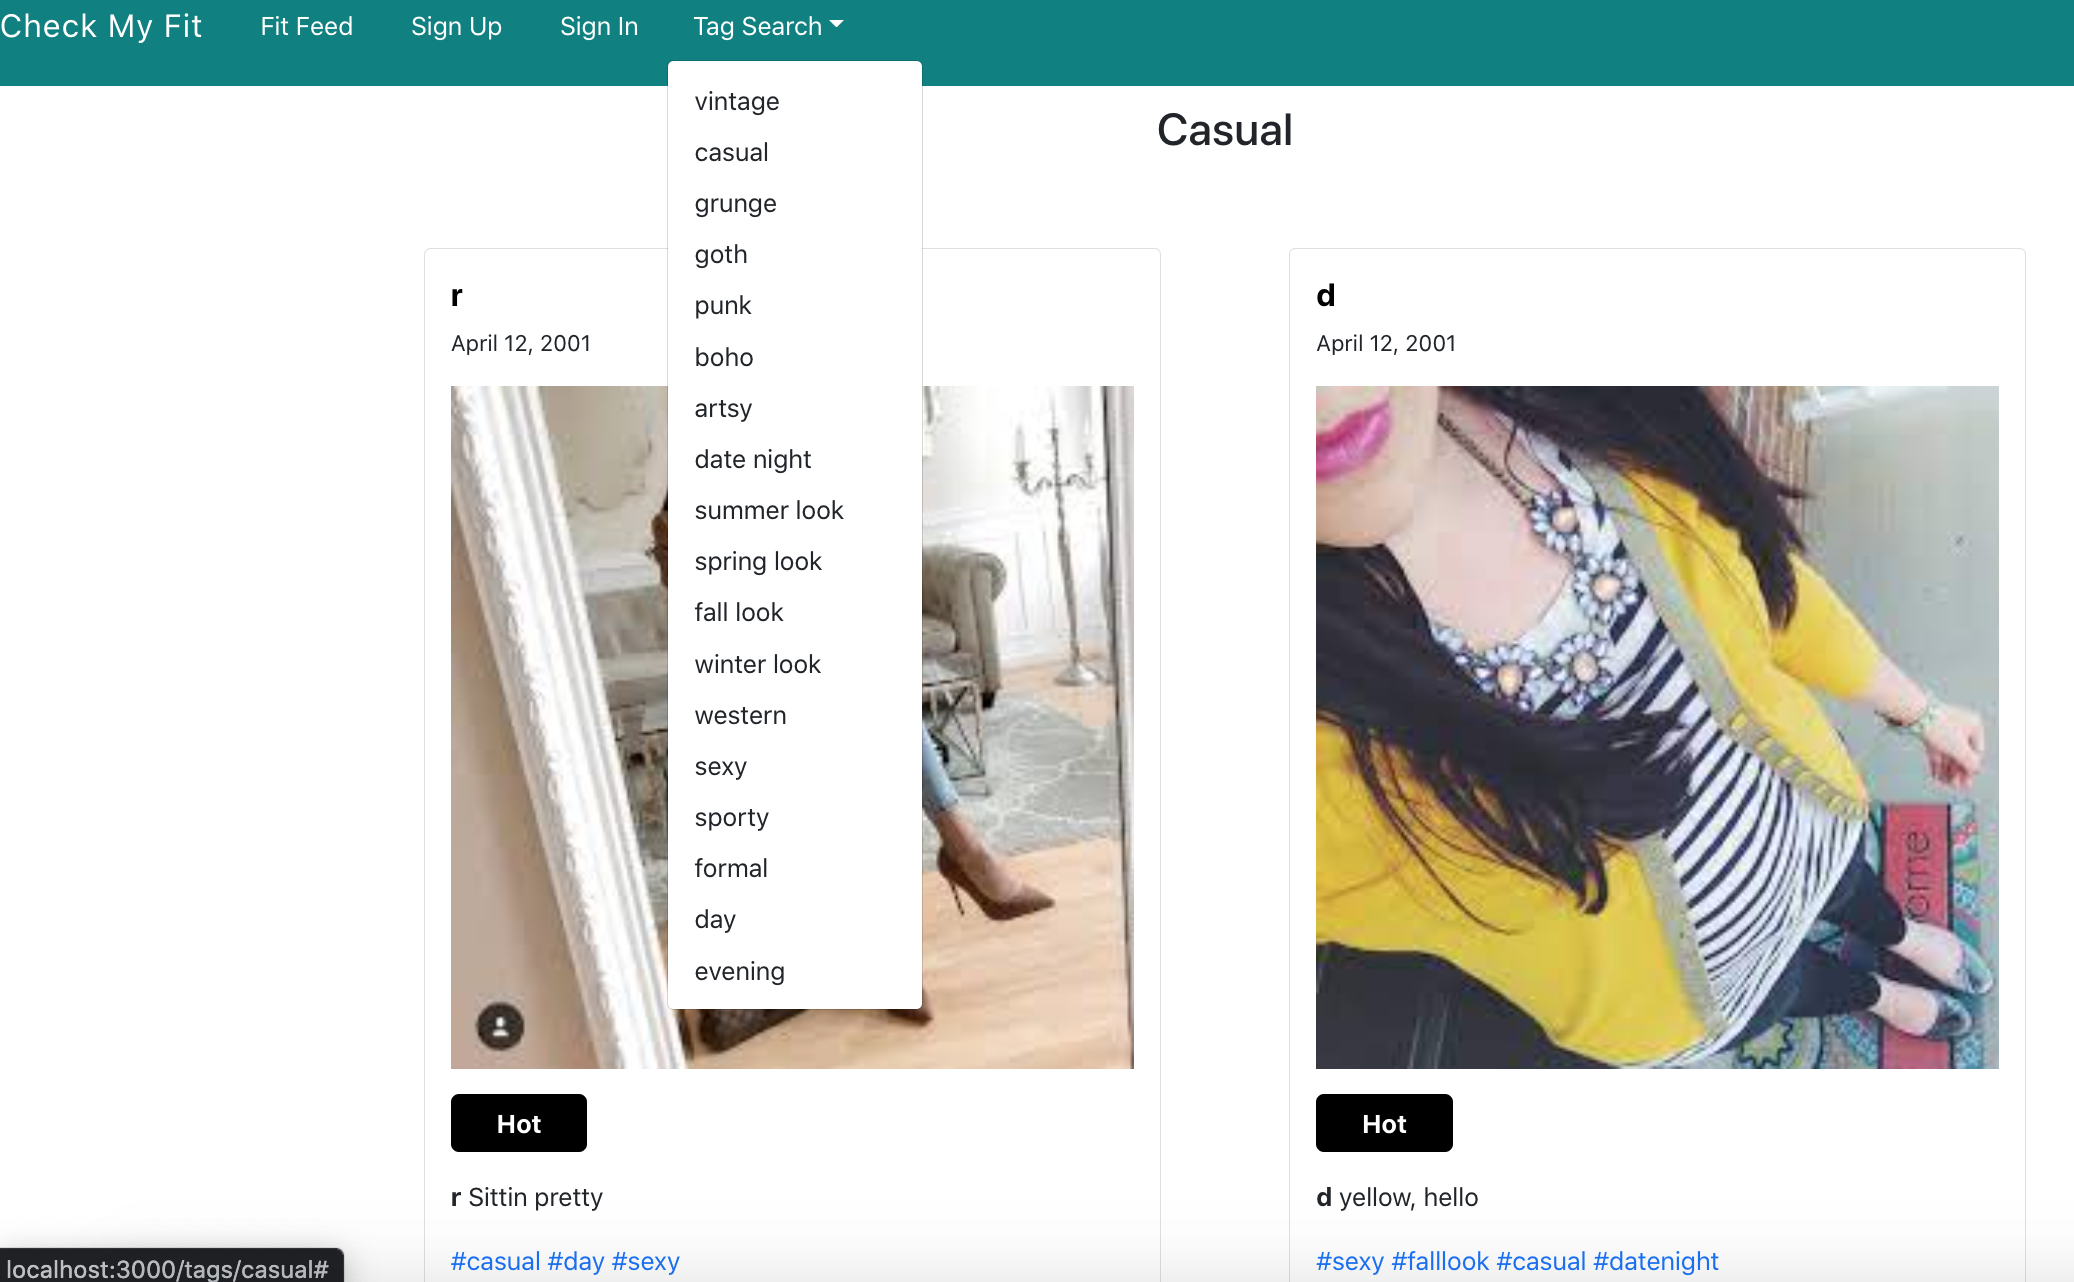 Check My Fit Fit Feed Sign Up Sign In Tag Search
vintage
casual
grunge
goth
punk
boho
artsy
date night
summer look
spring look
fall look
winter look
western
sexy
sporty
formal
day
evening
Casual
r
April 12, 2001
Hot
r Sittin pretty
#casual #day #sexy
d
April 12, 2001
ome
Hot
d yellow, hello
#sexy #falllook #casual #datenight
localhost:3000/tags/casual#